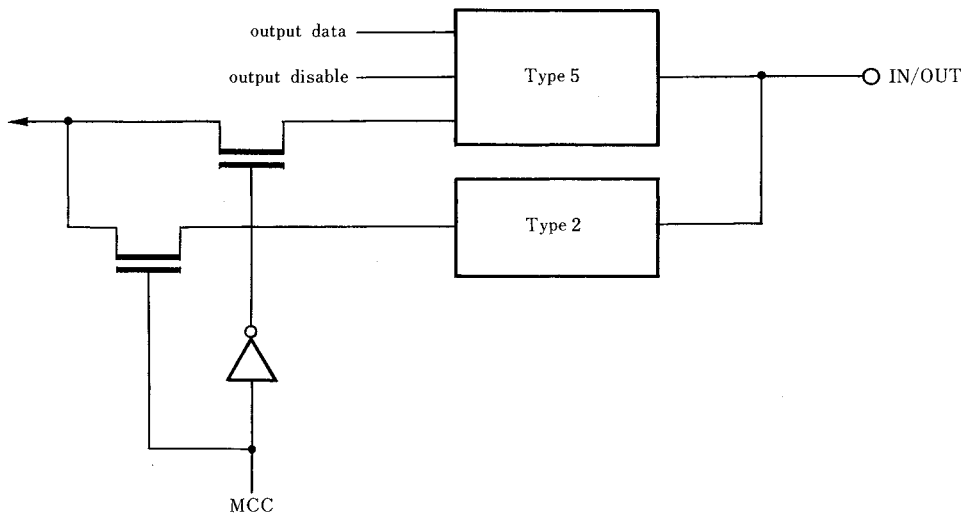 output data
output disable
Type 5
IN/OUT
Type 2
MCC